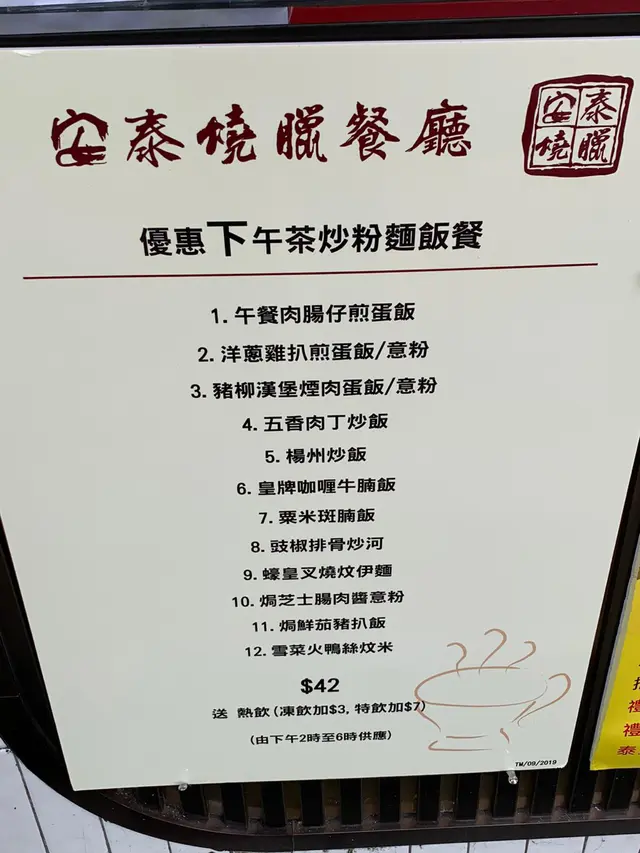 安泰燒臘餐廳
安泰
燒臘
優惠下午茶炒粉麵飯餐
1. 午餐肉腸仔煎蛋飯
2. 洋蔥雞扒煎蛋飯/意粉
3. 豬柳漢堡煙肉蛋飯/意粉
4. 五香肉丁炒飯
5. 楊州炒飯
6. 皇牌咖喱牛腩飯
7. 粟米斑腩飯
8. 豉椒排骨炒河
9. 蠔皇叉燒炆伊麵
10. 焗芝士腸肉醬意粉
11. 焗鮮茄豬扒飯
12. 雪菜火鴨絲炆米
$42
送 熱飲(凍飲加$3, 特飲加$7)
(由下午2時至6時供應)
TM/09/2019
禮
禮
泰